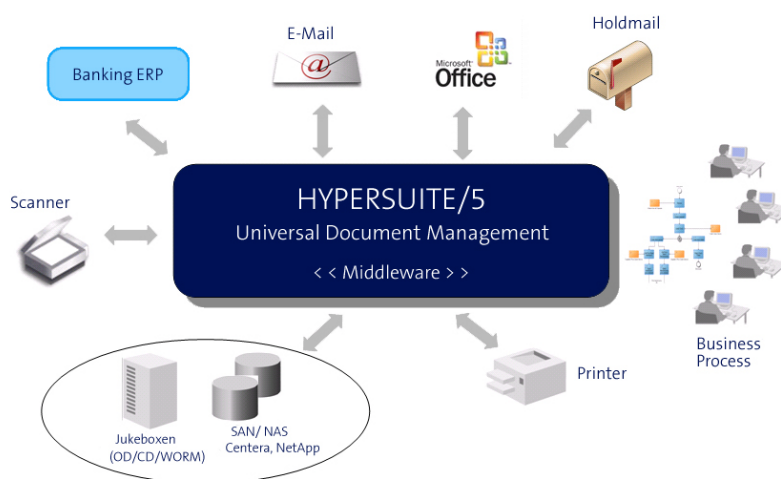 E-Mail
Holdmail
Banking ERP
Microsoft
Office
Scanner
HYPERSUITE/5
Universal Document Management
< < Middleware > >
Business
Process
Printer
Jukeboxen
(OD/CD/WORM)
SAN/ NAS
Centera, NetApp